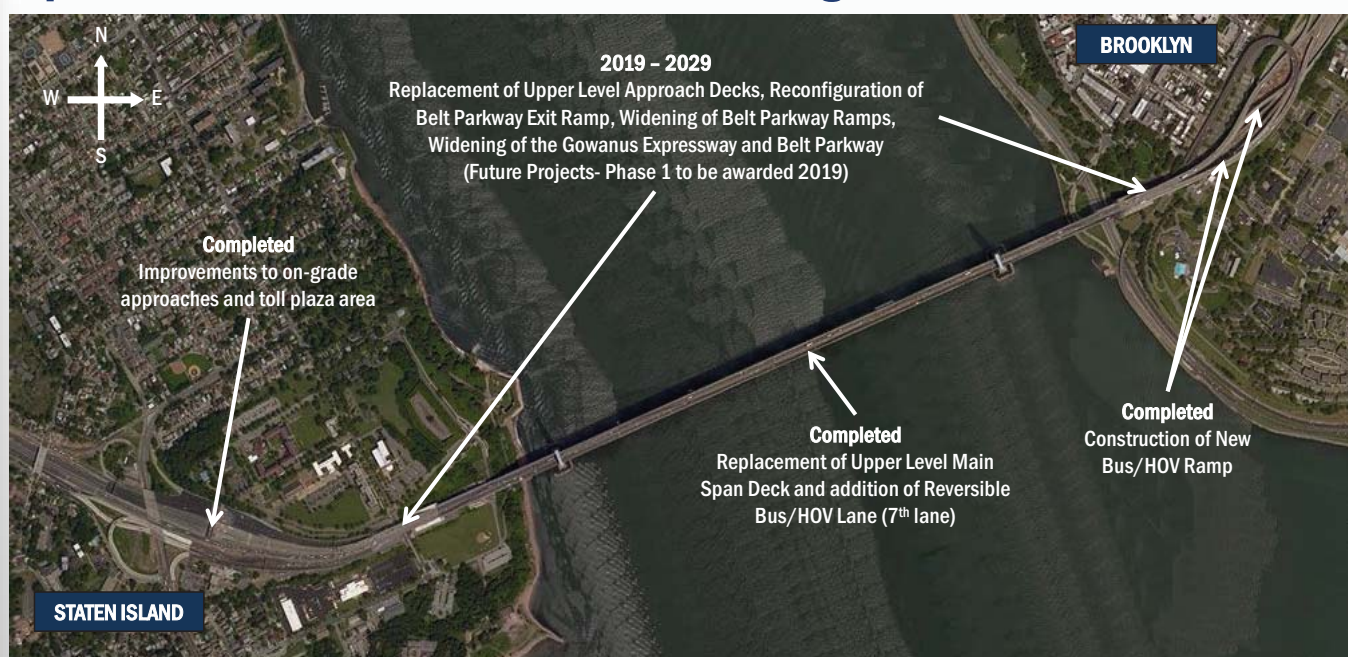 N
W E
S
BROOKLYN
2019 – 2029
Replacement of Upper Level Approach Decks, Reconfiguration of
Belt Parkway Exit Ramp, Widening of Belt Parkway Ramps,
Widening of the Gowanus Expressway and Belt Parkway
(Future Projects- Phase 1 to be awarded 2019)
Completed
Improvements to on-grade
approaches and toll plaza area
Completed
Replacement of Upper Level Main
Span Deck and addition of Reversible
Bus/HOV Lane (7th lane)
Completed
Construction of New
Bus/HOV Ramp
STATEN ISLAND